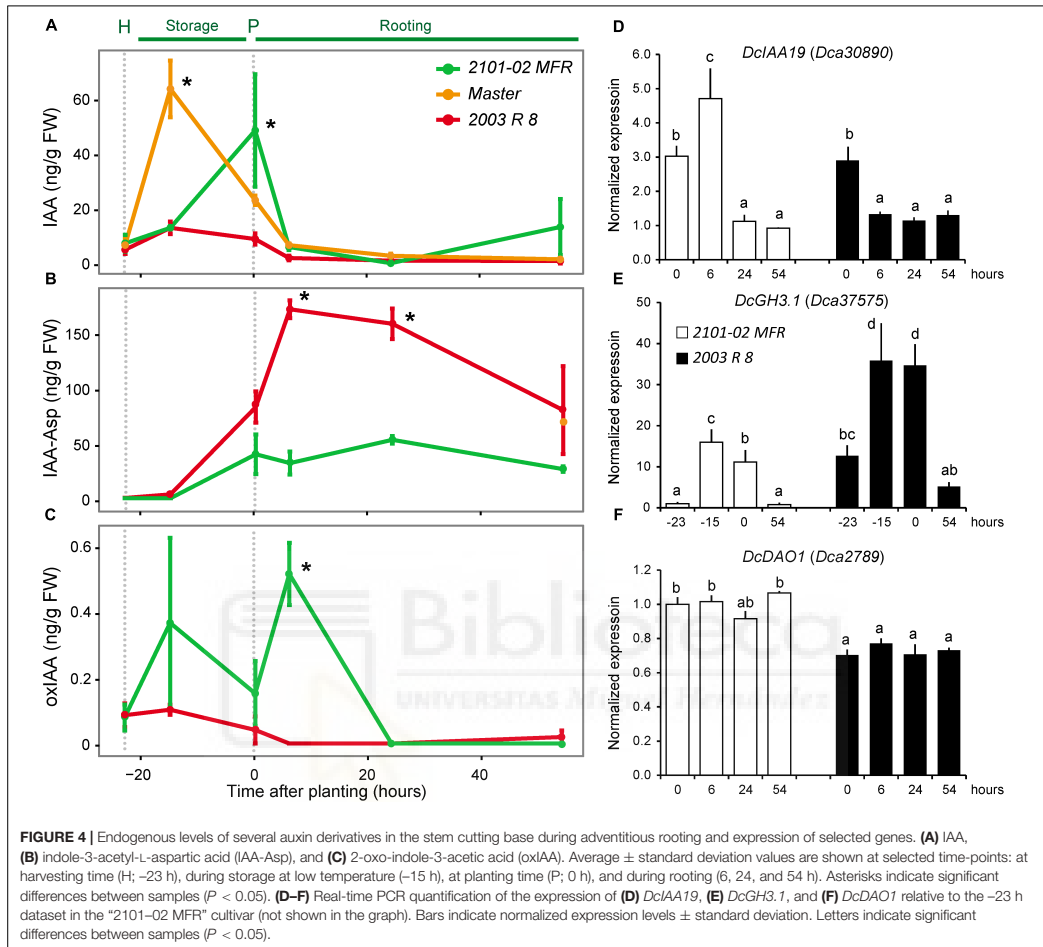 A
H
Storage
P
Rooting
2101-02 MFR
Master
2003 R 8
*
*
60
40
20
0
IAA (ng/g FW)
B
*
*
150
100
50
0
IAA-Asp (ng/g FW)
C
*
0.6
0.4
0.2
0
oxIAA (ng/g FW)
−20
0
20
40
Time after planting (hours)
D
DcIAA19 (Dca30890)
Normalized expressoin
6.0
5.0
4.0
3.0
2.0
1.0
0.0
b
c
a
a
b
a
a
a
0
6
24
54
0
6
24
54
hours
E
DcGH3.1 (Dca37575)
2101-02 MFR
2003 R 8
Normalized expressoin
50
40
30
20
10
0
a
c
b
a
bc
d
d
ab
-23
-15
0
54
-23
-15
0
54
hours
F
DcDAO1 (Dca2789)
Normalized expressoin
1.2
1.0
0.8
0.6
0.4
0.2
0.0
b
b
ab
b
a
a
a
a
0
6
24
54
0
6
24
54
hours
Biblioteca
UNIVERSITAS Miguel Hernández
FIGURE 4 | Endogenous levels of several auxin derivatives in the stem cutting base during adventitious rooting and expression of selected genes. (A) IAA,
(B) indole-3-acetyl-L-aspartic acid (IAA-Asp), and (C) 2-oxo-indole-3-acetic acid (oxIAA). Average ± standard deviation values are shown at selected time-points: at
harvesting time (H; –23 h), during storage at low temperature (–15 h), at planting time (P; 0 h), and during rooting (6, 24, and 54 h). Asterisks indicate significant
differences between samples (P < 0.05). (D–F) Real-time PCR quantification of the expression of (D) DcIAA19, (E) DcGH3.1, and (F) DcDAO1 relative to the –23 h
dataset in the “2101–02 MFR” cultivar (not shown in the graph). Bars indicate normalized expression levels ± standard deviation. Letters indicate significant
differences between samples (P < 0.05).